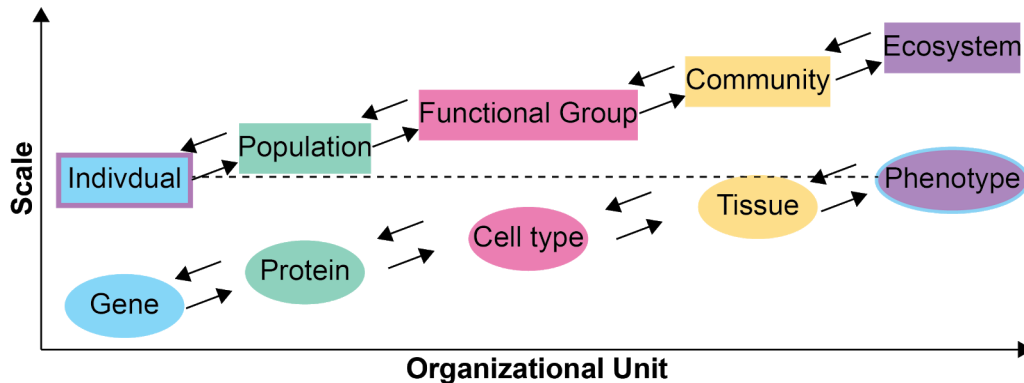 Ecosystem
Community
Functional Group
Population
Indivdual
Phenotype
Tissue
Cell type
Protein
Gene
Scale
Organizational Unit